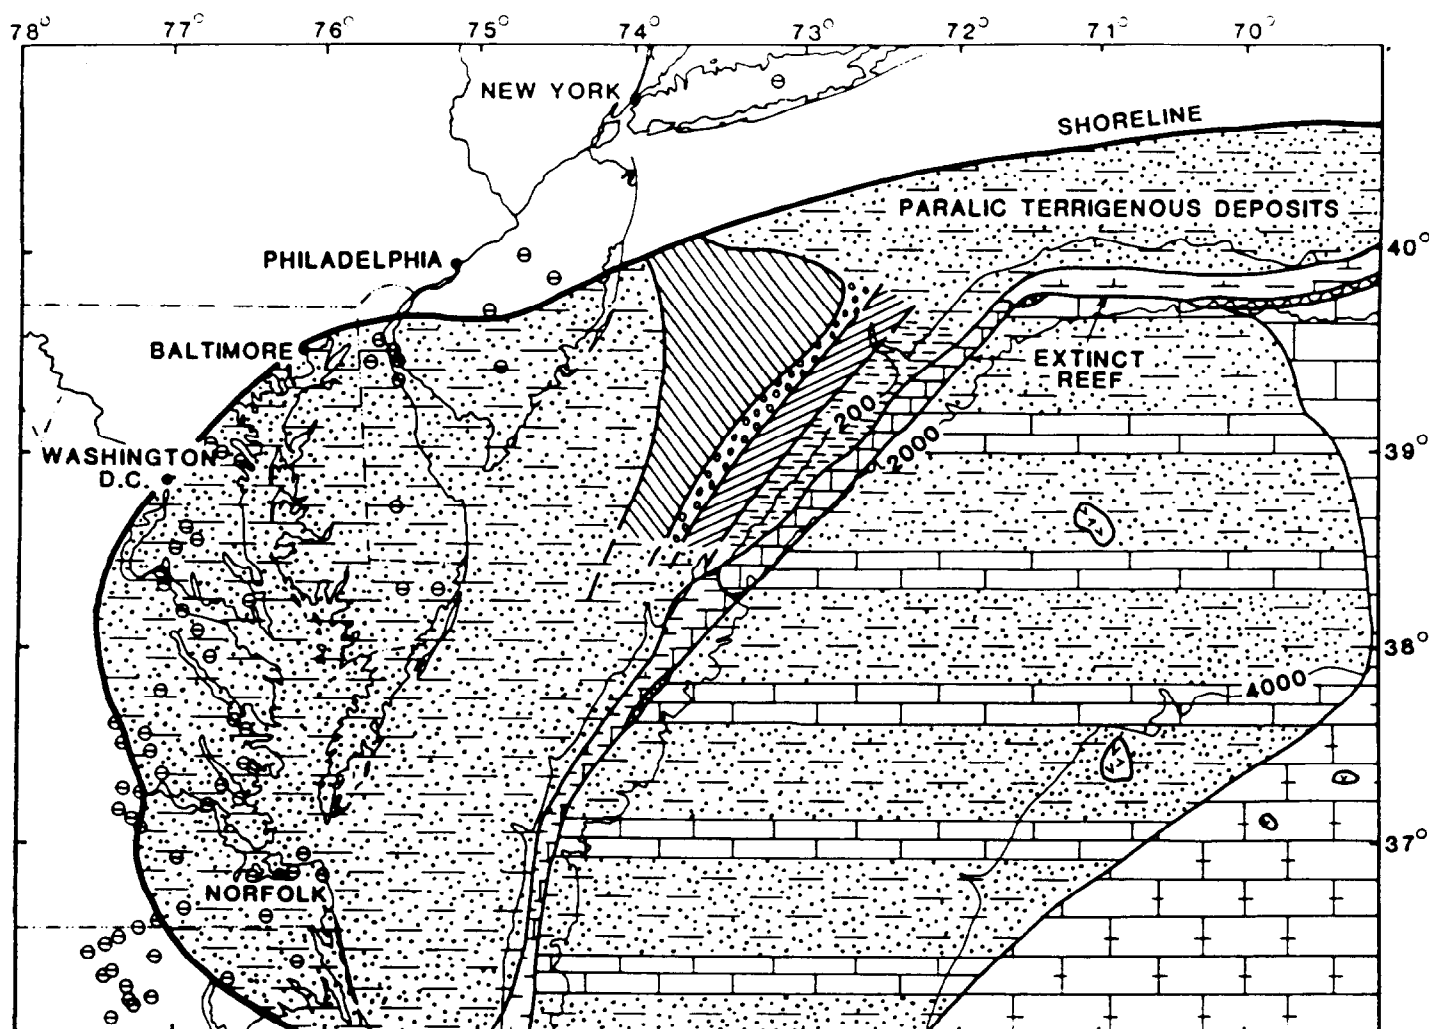 78° 77° 76° 75° 74° 73° 72° 71° 70°
NEW YORK
SHORELINE
PARALIC TERRIGENOUS DEPOSITS
40°
PHILADELPHIA
BALTIMORE
EXTINCT
REEF
200
2000
39°
WASHINGTON
D.C.
38°
4000
37°
NORFOLK